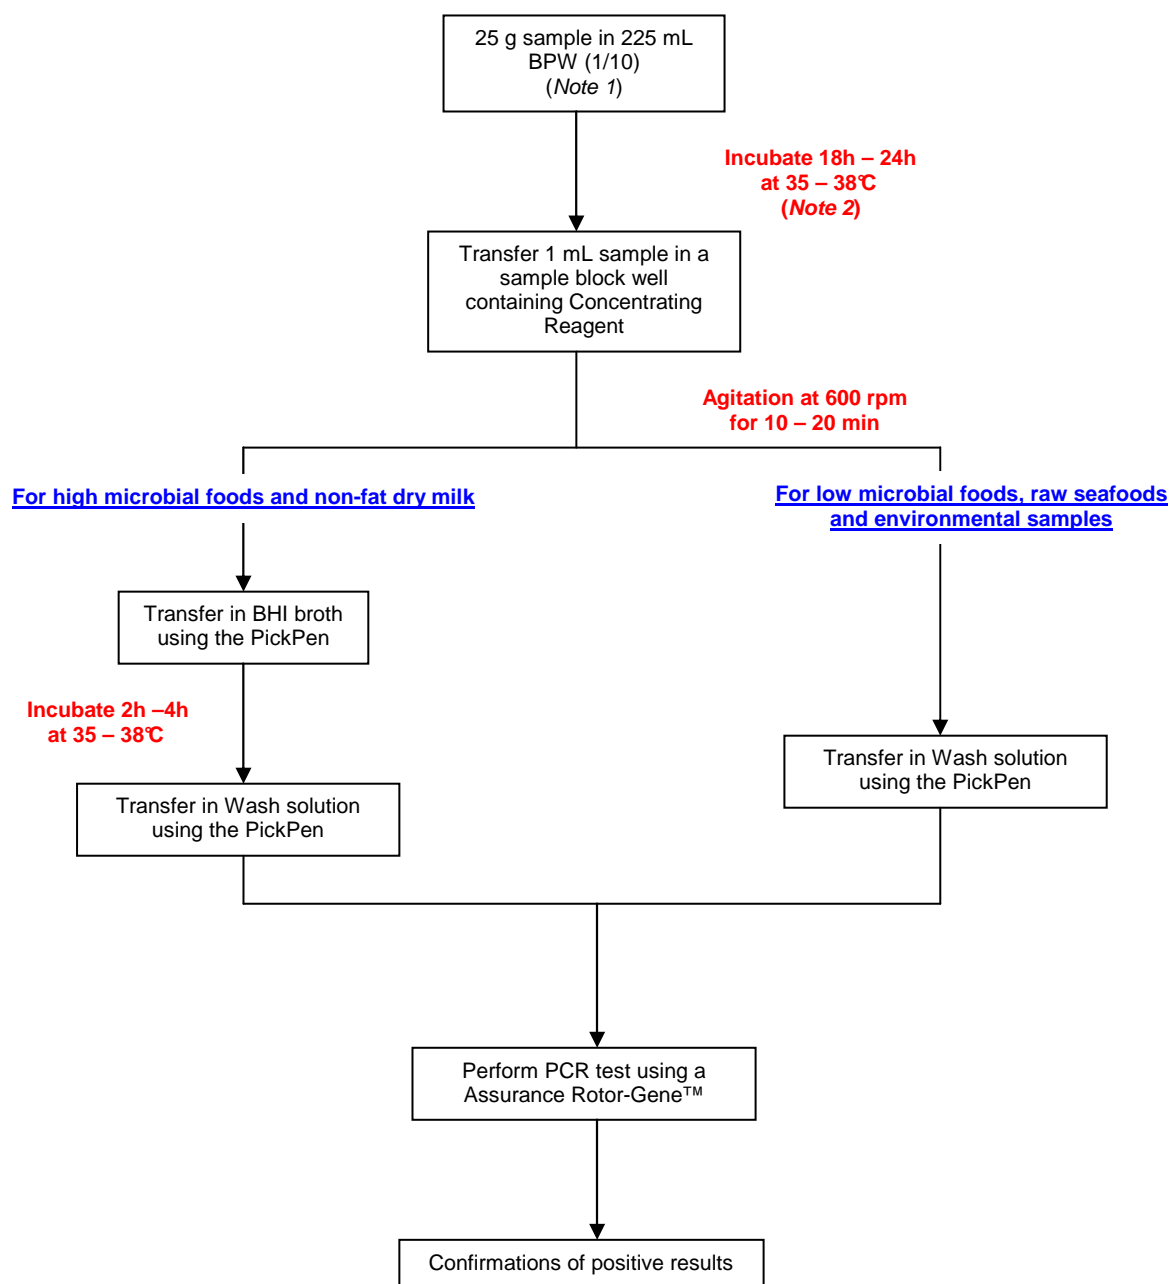 25 g sample in 225 mL
BPW (1/10)
(Note 1)
Incubate 18h – 24h
at 35 – 38°C
(Note 2)
Transfer 1 mL sample in a
sample block well
containing Concentrating
Reagent
Agitation at 600 rpm
for 10 – 20 min
For high microbial foods and non-fat dry milk
For low microbial foods, raw seafoods
and environmental samples
Transfer in BHI broth
using the PickPen
Incubate 2h –4h
at 35 – 38°C
Transfer in Wash solution
using the PickPen
Transfer in Wash solution
using the PickPen
Perform PCR test using a
Assurance Rotor-Gene™
Confirmations of positive results